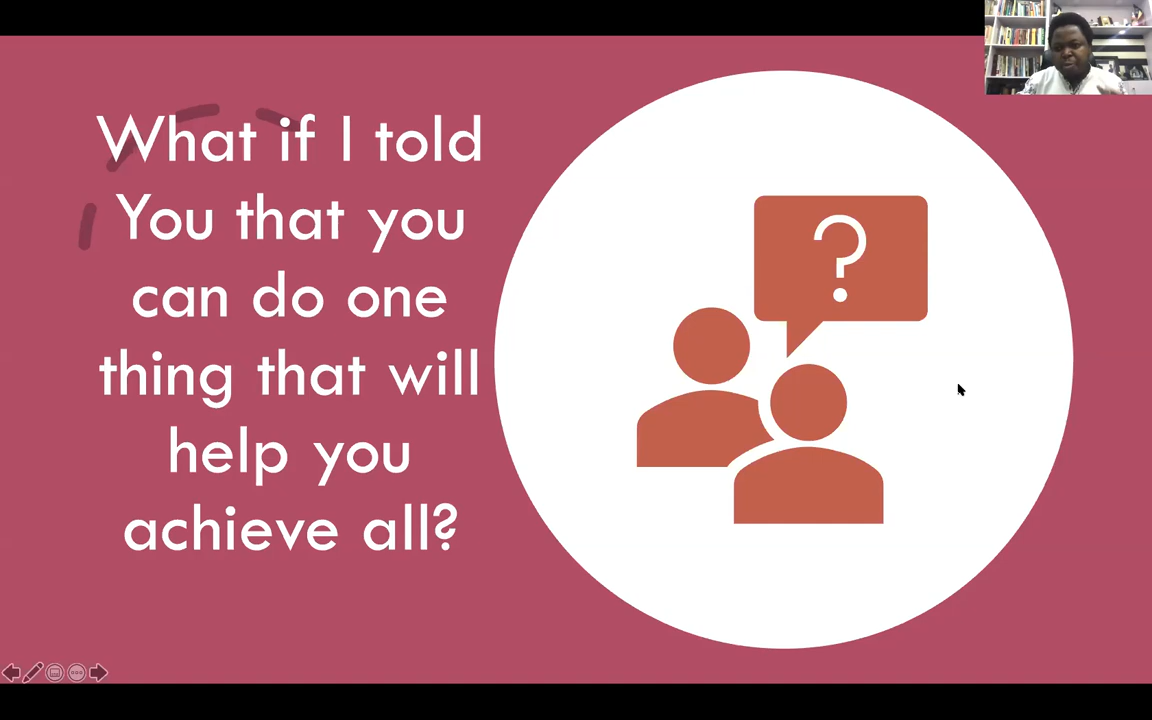 What if I told
You that you
can do one
thing that will
help you
achieve all?
?